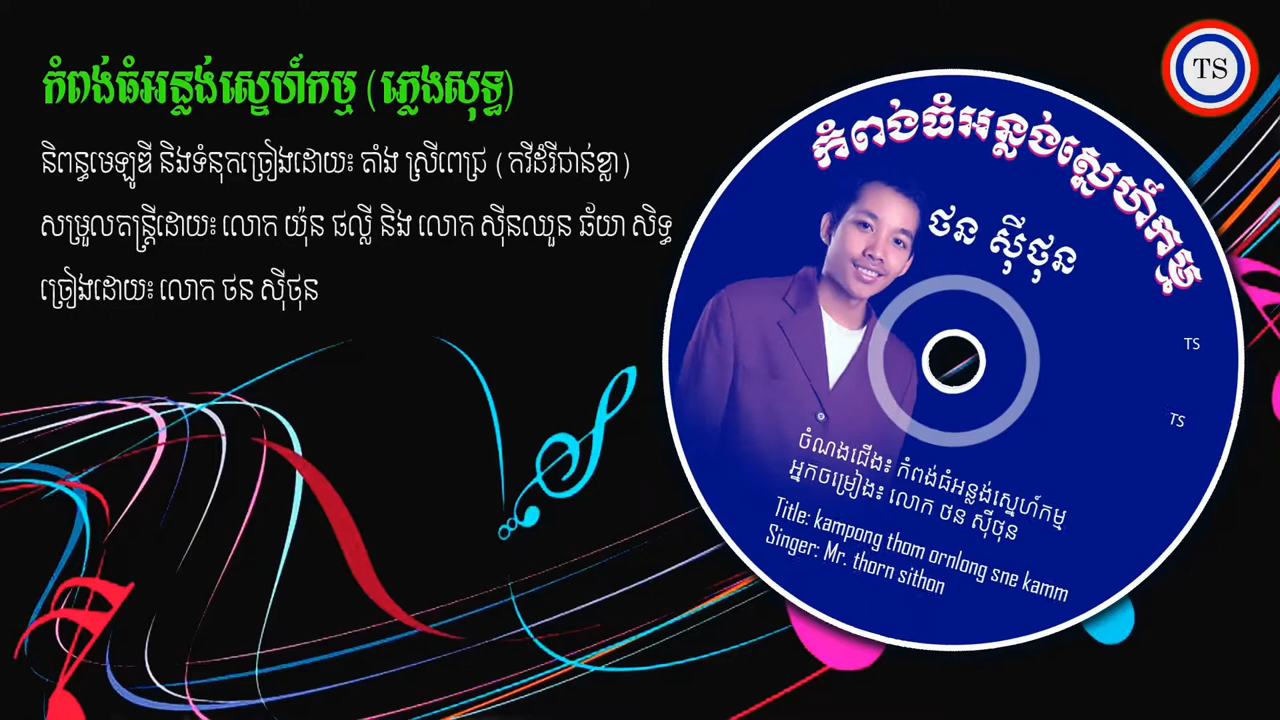 កំពង់ធំអន្លង់ស្នេហ៍កម្ម (ភ្លេងសុទ្ធ)
និពន្ធមេឡូឌី និងទំនុកច្រៀងដោយ៖ តាំង ស្រីពេជ្រ ( កវីដំរីជាន់ខ្លា )
សម្រួលតន្ត្រីដោយ៖ លោក យ៉ុន ផល្លី និង លោក ស៊ីនឈួន ឆ័យា សិទ្ធ
ច្រៀងដោយ៖ លោក ថន ស៊ីថុន
TS
កំពង់ធំអន្លង់ស្នេហ៍កម្ម
ថន ស៊ីថុន
TS
TS
ចំណងជើង៖ កំពង់ធំអន្លង់ស្នេហ៍កម្ម
អ្នកចម្រៀង៖ លោក ថន ស៊ីថុន
Title: kampong thom ornlong sne kamm
Singer: Mr. thorn sithon